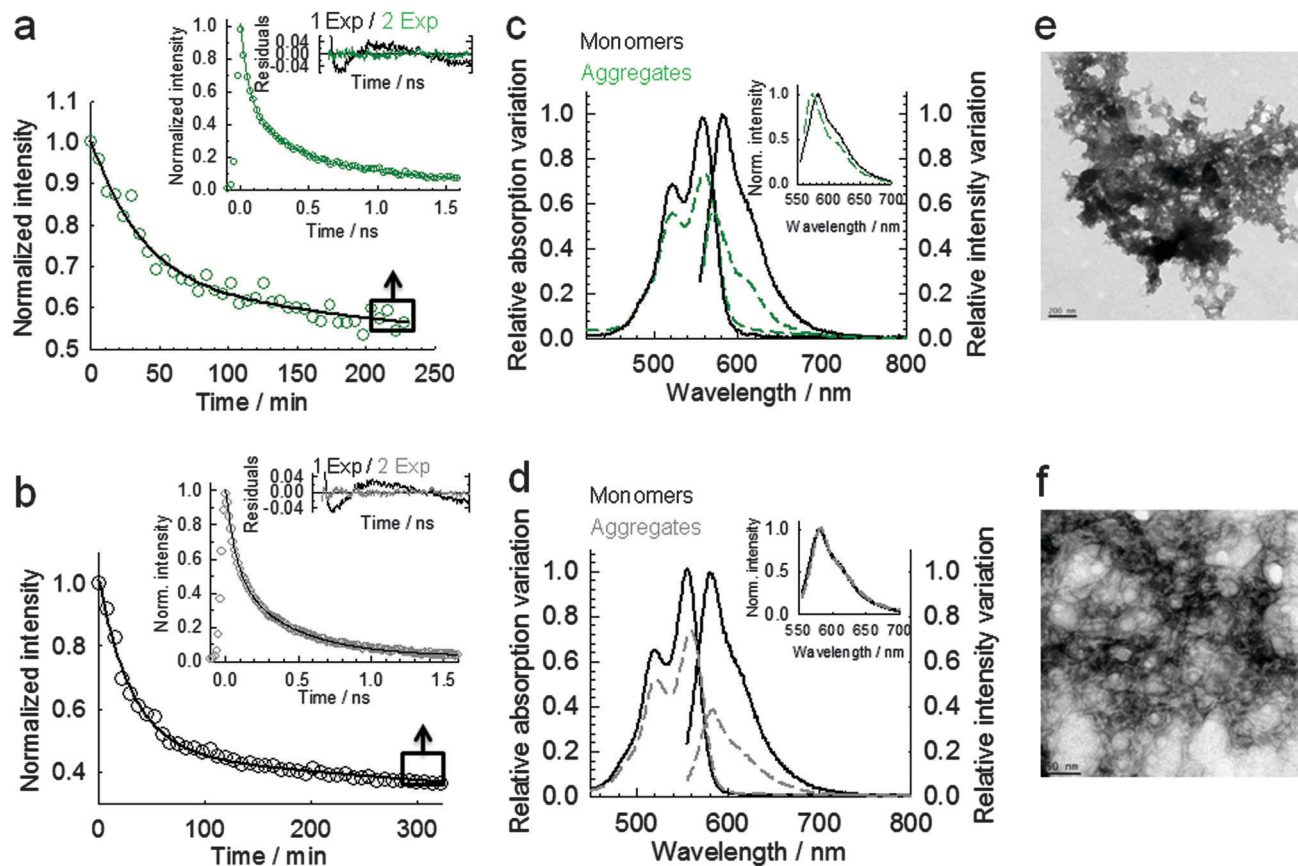 a
1 Exp / 2 Exp
Residuals
0.04
0.00
-0.04
Time / ns
Normalized intensity
1.0
0.8
0.6
0.4
0.2
0.0
0.0 0.5 1.0 1.5
Time / ns
Normalized intensity
1.1
1.0
0.9
0.8
0.7
0.6
0.5
0 50 100 150 200 250
Time / min
c
Monomers
Aggregates
Relative absorption variation
1.0
0.8
0.6
0.4
0.2
0.0
Norm. intensity
1.0
0.5
0.0
550 600 650 700
Wavelength / nm
1.0
0.8
0.6
0.4
0.2
0.0
Relative intensity variation
500 600 700 800
Wavelength / nm
e
200 nm
b
1 Exp / 2 Exp
Residuals
0.04
0.00
-0.04
Time / ns
Norm. intensity
1.0
0.8
0.6
0.4
0.2
0.0
0.0 0.5 1.0 1.5
Time / ns
Normalized intensity
1.0
0.8
0.6
0.4
0 100 200 300
Time / min
d
Monomers
Aggregates
Relative absorption variation
1.0
0.8
0.6
0.4
0.2
0.0
Norm. intensity
1.0
0.5
0.0
550 600 650 700
Wavelength / nm
1.0
0.8
0.6
0.4
0.2
0.0
Relative intensity variation
500 600 700 800
Wavelength / nm
f
50 nm